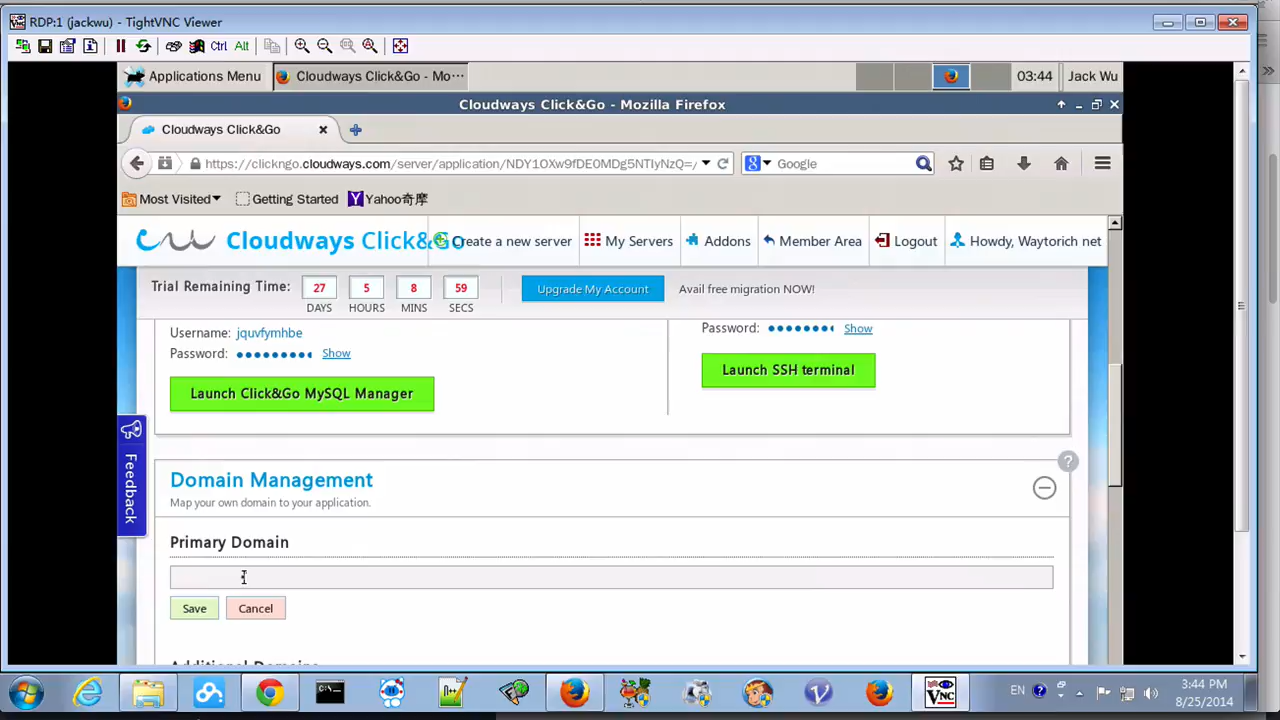 RDP:1 (jackwu) - TightVNC Viewer
Ctrl Alt
Applications Menu
Cloudways Click&Go - Mo···
03:44
Jack Wu
Cloudways Click&Go - Mozilla Firefox
Cloudways Click&Go
https://clickngo.cloudways.com/server/application/NDY1OXw9fDE0MDg5NTIyNzQ=/
Google
Most Visited
Getting Started
Yahoo奇摩
Cloudways Click&Go
Create a new server
My Servers
Addons
Member Area
Logout
Howdy, Waytorich net
Trial Remaining Time:
27 5 8 59
DAYS HOURS MINS SECS
Upgrade My Account
Avail free migration NOW!
Username: jquvfymhbe
Password: Show
Password: Show
Launch Click&Go MySQL Manager
Launch SSH terminal
Feedback
Domain Management
Map your own domain to your application.
Primary Domain
Save
Cancel
Additional Domains
EN
3:44 PM
8/25/2014